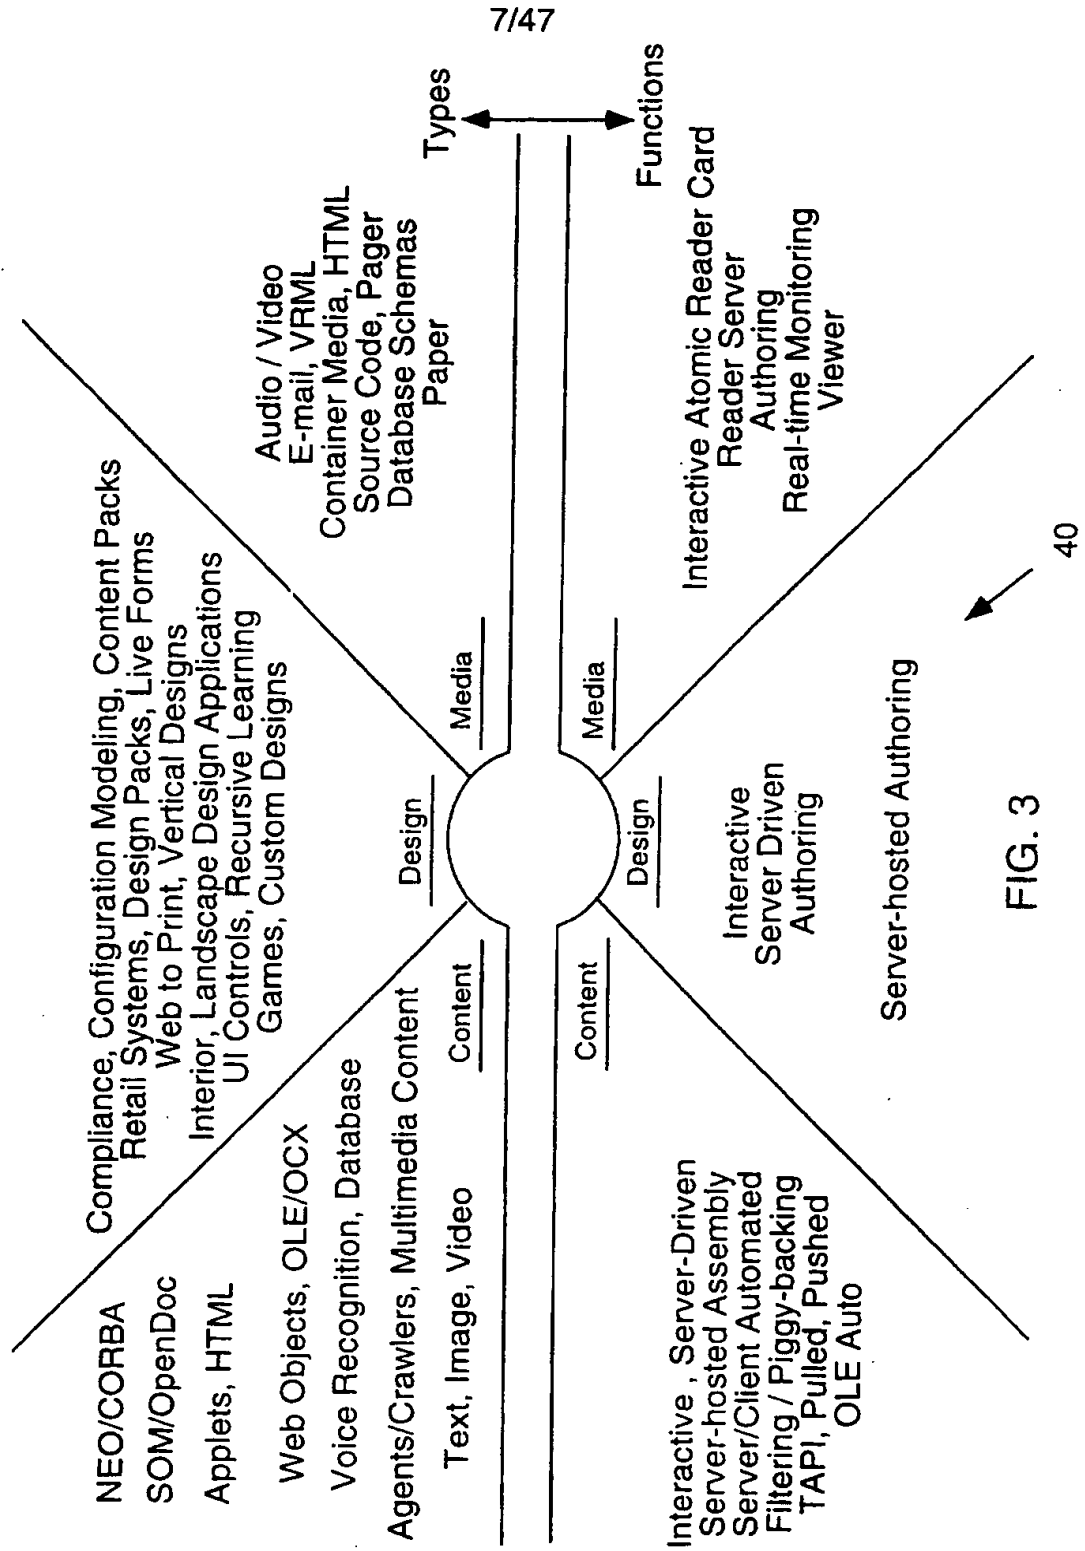 7/47
NEO/CORBA
SOM/OpenDoc
Applets, HTML
Web Objects, OLE/OCX
Voice Recognition, Database
Agents/Crawlers, Multimedia Content
Text, Image, Video
Content
Compliance, Configuration Modeling, Content Packs
Retail Systems, Design Packs, Live Forms
Web to Print, Vertical Designs
Interior, Landscape Design Applications
UI Controls, Recursive Learning
Games, Custom Designs
Design
Audio / Video
E-mail, VRML
Container Media, HTML
Source Code, Pager
Database Schemas
Paper
Media
Types
Functions
Content
Interactive , Server-Driven
Server-hosted Assembly
Server/Client Automated
Filtering / Piggy-backing
TAPI, Pulled, Pushed
OLE Auto
Design
Interactive
Server Driven
Authoring
Server-hosted Authoring
Media
Interactive Atomic Reader Card
Reader Server
Authoring
Real-time Monitoring
Viewer
40
FIG. 3